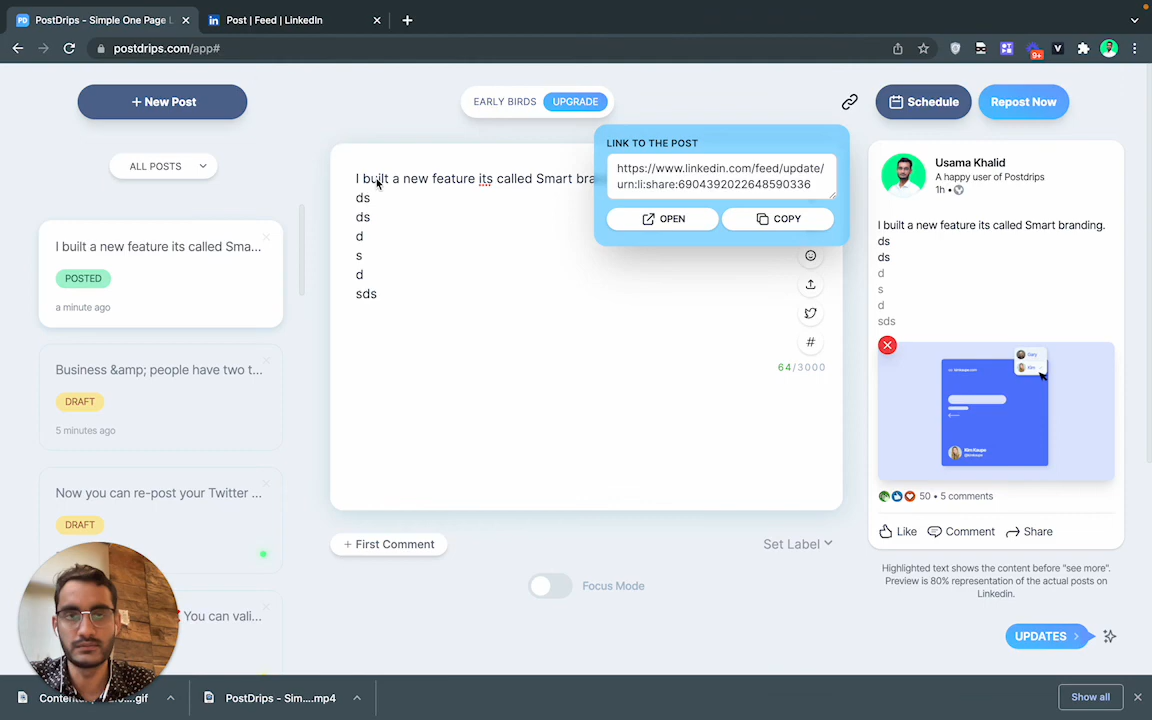 PostDrips - Simple One Page L
Post | Feed | LinkedIn
postdrips.com/app#
9+
V
+ New Post
EARLY BIRDS
UPGRADE
Schedule
Repost Now
ALL POSTS
LINK TO THE POST
https://www.linkedin.com/feed/update/
urn:li:share:6904392022648590336
OPEN
COPY
I built a new feature its called Sma...
POSTED
a minute ago
Business &amp; people have two t...
DRAFT
5 minutes ago
Now you can re-post your Twitter ...
DRAFT
You can vali...
I built a new feature its called Smart bra
ds
ds
d
s
d
sds
#
64/3000
+ First Comment
Set Label
Focus Mode
Usama Khalid
A happy user of Postdrips
1h •
I built a new feature its called Smart branding.
ds
ds
d
s
d
sds
Gary
Kim
Kim Kaupe
50 • 5 comments
Like
Comment
Share
Highlighted text shows the content before "see more".
Preview is 80% representation of the actual posts on
Linkedin.
UPDATES
PostDrips - Sim....mp4
Show all